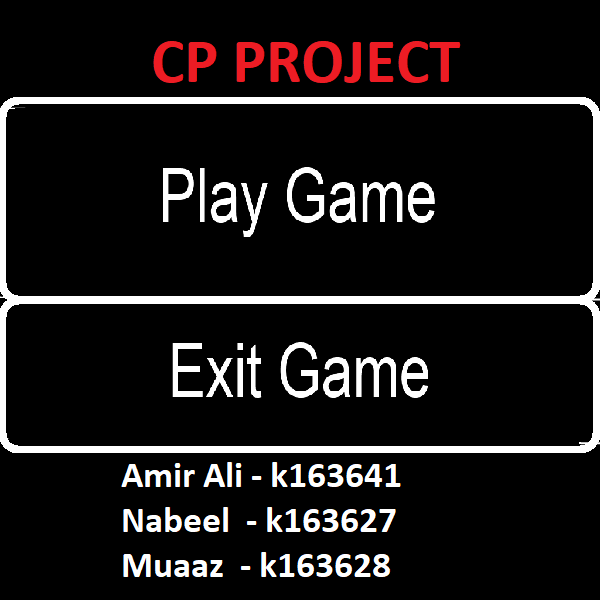 CP PROJECT
Play Game
Exit Game
Amir Ali - k163641
Nabeel  - k163627
Muaaz  - k163628